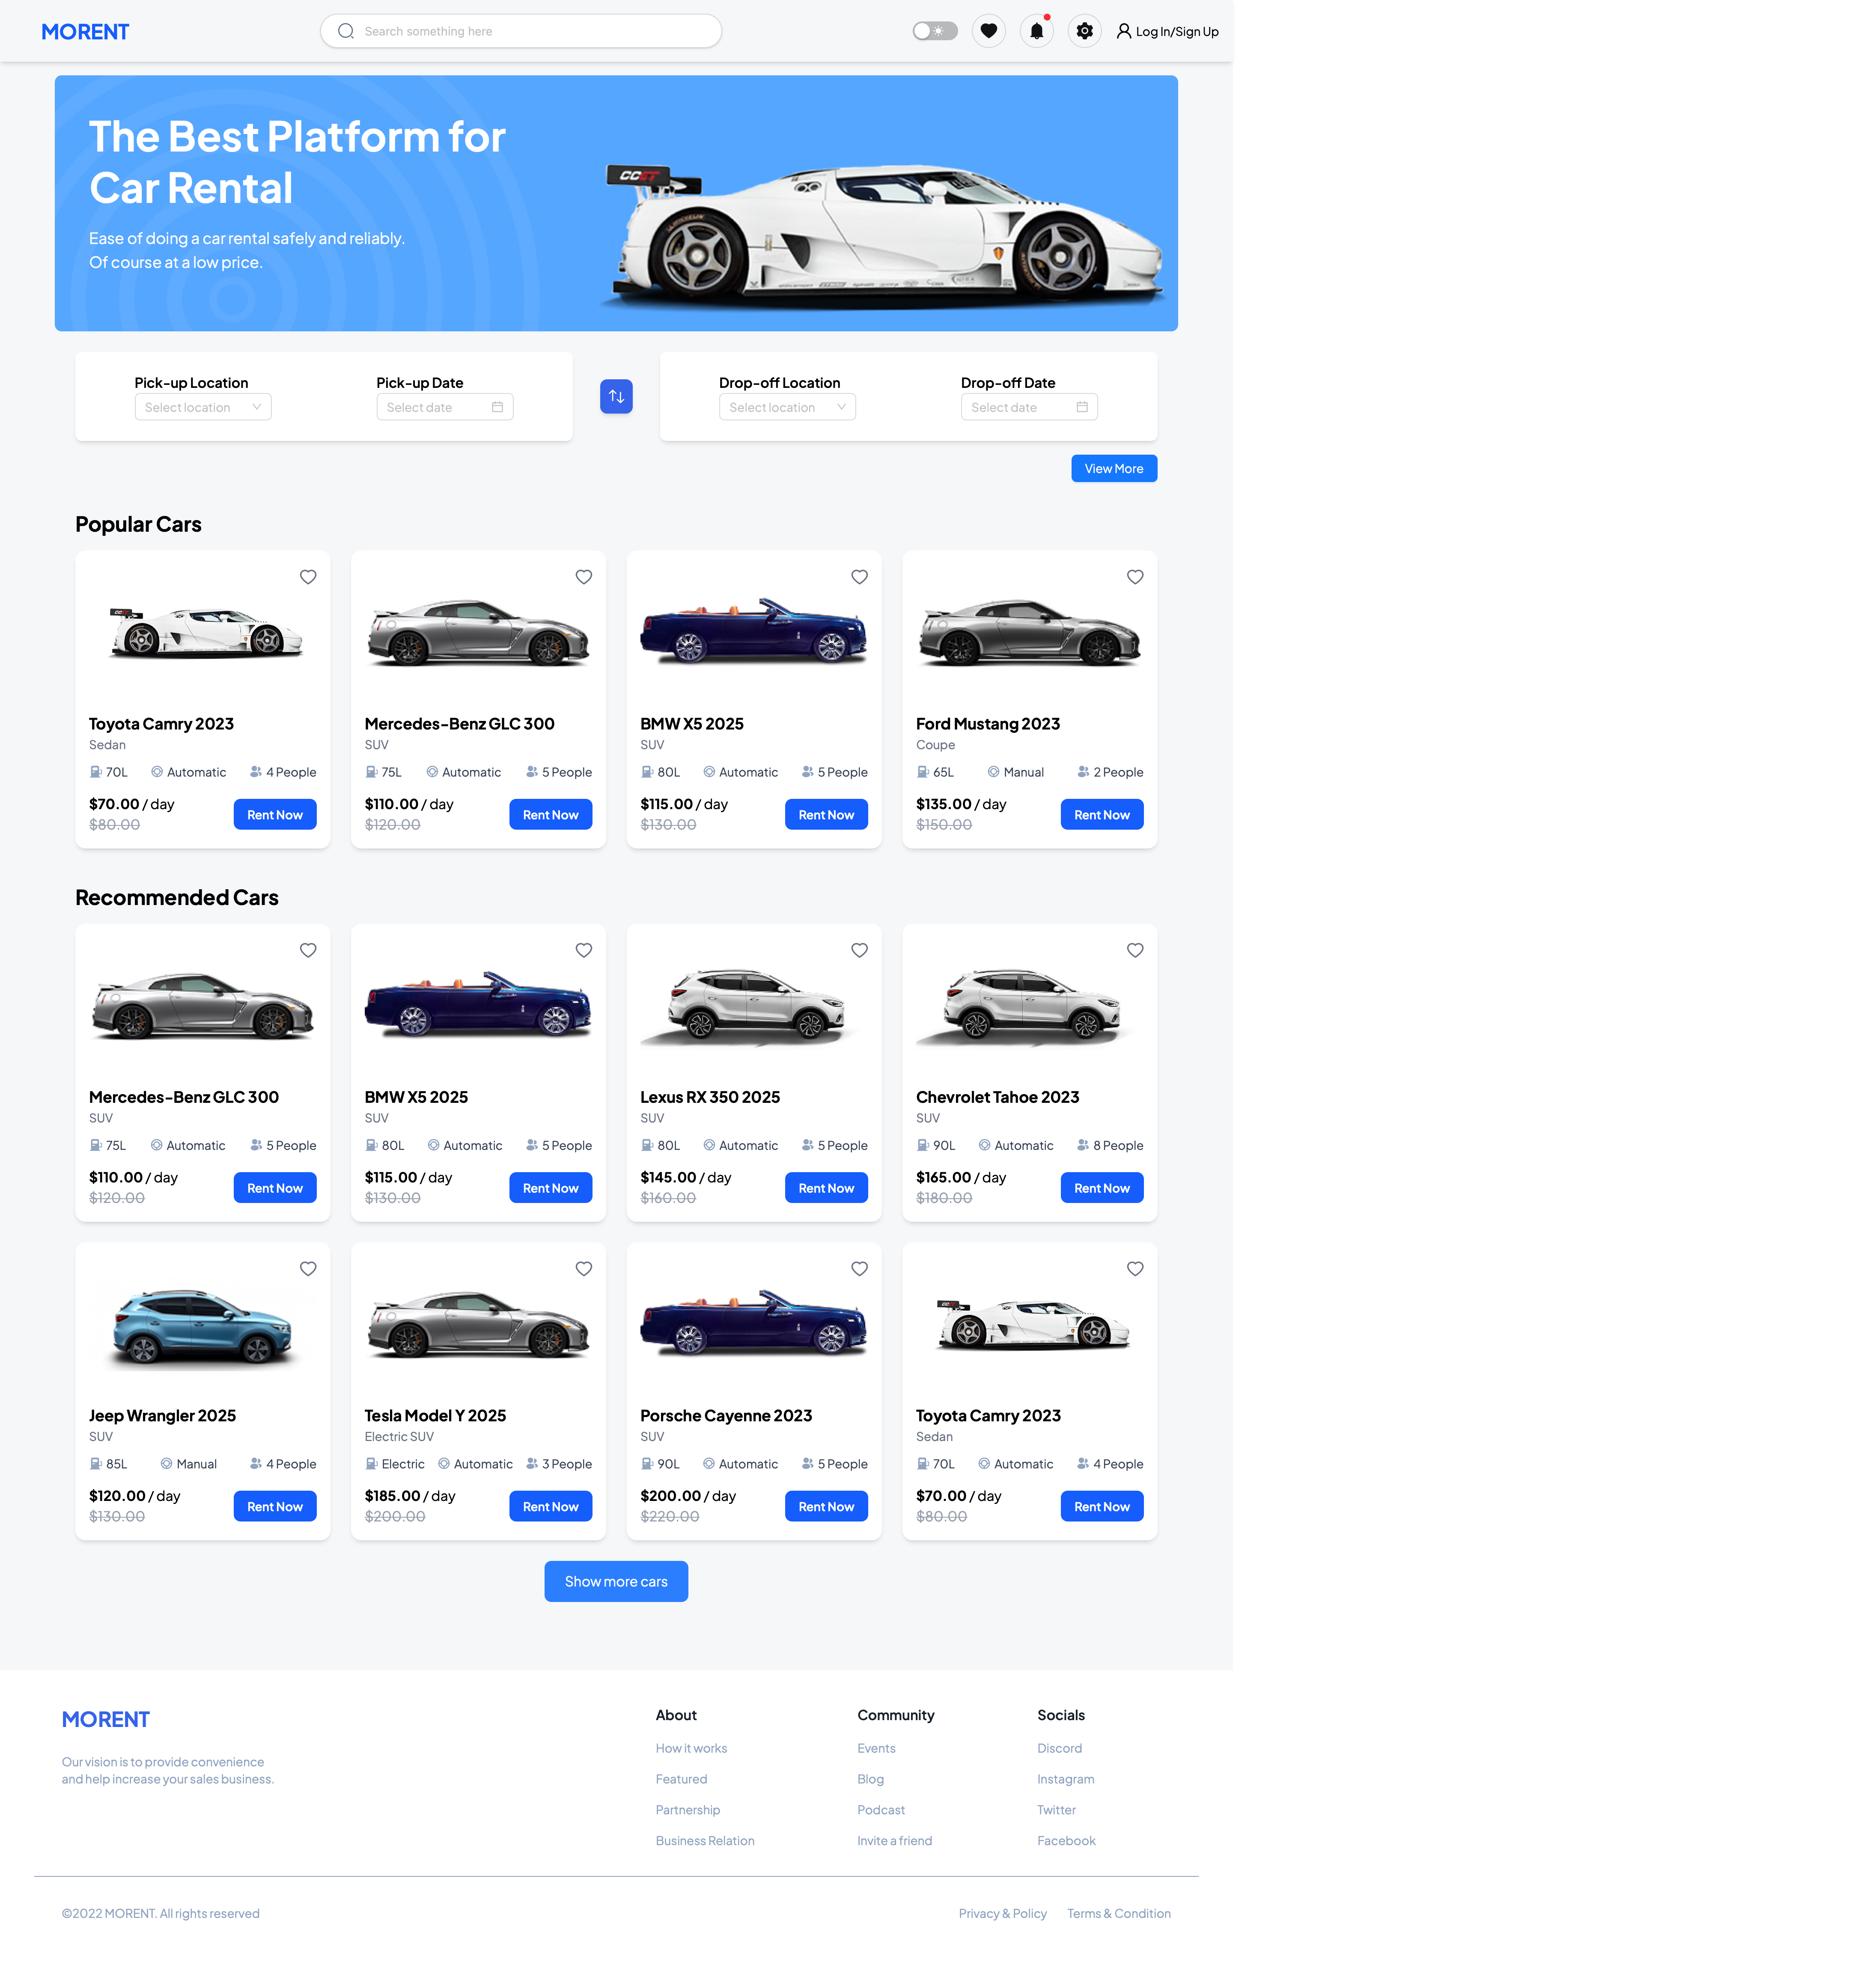 MORENT
Search something here
Log In/Sign Up
The Best Platform for
Car Rental
Ease of doing a car rental safely and reliably.
Of course at a low price.
CCGT
Pick-up Location
Select location
Pick-up Date
Select date
Drop-off Location
Select location
Drop-off Date
Select date
View More
Popular Cars
Toyota Camry 2023
Sedan
70L Automatic 4 People
$70.00 / day
$80.00
Rent Now
Mercedes-Benz GLC 300
SUV
75L Automatic 5 People
$110.00 / day
$120.00
Rent Now
BMW X5 2025
SUV
80L Automatic 5 People
$115.00 / day
$130.00
Rent Now
Ford Mustang 2023
Coupe
65L Manual 2 People
$135.00 / day
$150.00
Rent Now
Recommended Cars
Mercedes-Benz GLC 300
SUV
75L Automatic 5 People
$110.00 / day
$120.00
Rent Now
BMW X5 2025
SUV
80L Automatic 5 People
$115.00 / day
$130.00
Rent Now
Lexus RX 350 2025
SUV
80L Automatic 5 People
$145.00 / day
$160.00
Rent Now
Chevrolet Tahoe 2023
SUV
90L Automatic 8 People
$165.00 / day
$180.00
Rent Now
Jeep Wrangler 2025
SUV
85L Manual 4 People
$120.00 / day
$130.00
Rent Now
Tesla Model Y 2025
Electric SUV
Electric Automatic 3 People
$185.00 / day
$200.00
Rent Now
Porsche Cayenne 2023
SUV
90L Automatic 5 People
$200.00 / day
$220.00
Rent Now
Toyota Camry 2023
Sedan
70L Automatic 4 People
$70.00 / day
$80.00
Rent Now
Show more cars
MORENT
Our vision is to provide convenience
and help increase your sales business.
About
How it works
Featured
Partnership
Business Relation
Community
Events
Blog
Podcast
Invite a friend
Socials
Discord
Instagram
Twitter
Facebook
©2022 MORENT. All rights reserved
Privacy & Policy
Terms & Condition